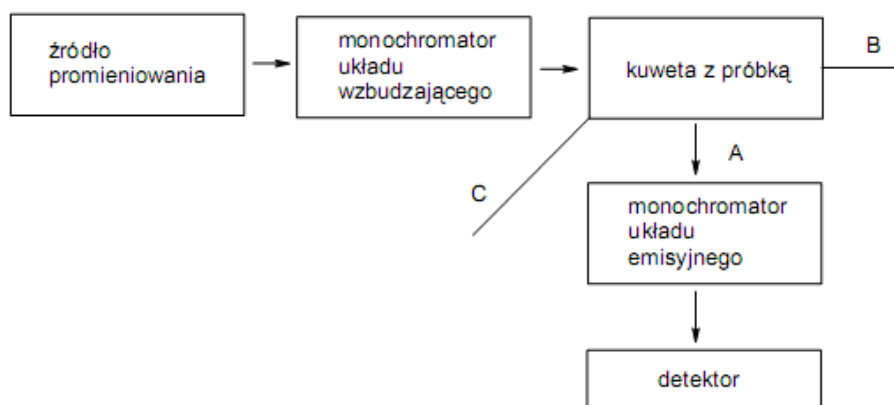 źródło
promieniowania
monochromator
układu
wzbudzającego
kuweta z próbką
B
A
C
monochromator
układu
emisyjnego
detektor